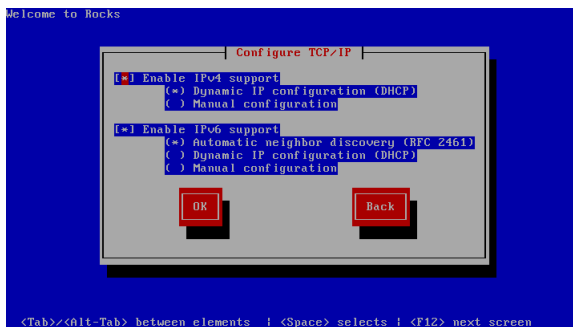 Welcome to Rocks
Configure TCP/IP
[*] Enable IPv4 support
(*) Dynamic IP configuration (DHCP)
( ) Manual configuration
[*] Enable IPv6 support
(*) Automatic neighbor discovery (RFC 2461)
( ) Dynamic IP configuration (DHCP)
( ) Manual configuration
OK Back
<Tab>/<Alt-Tab> between elements | <Space> selects | <F12> next screen